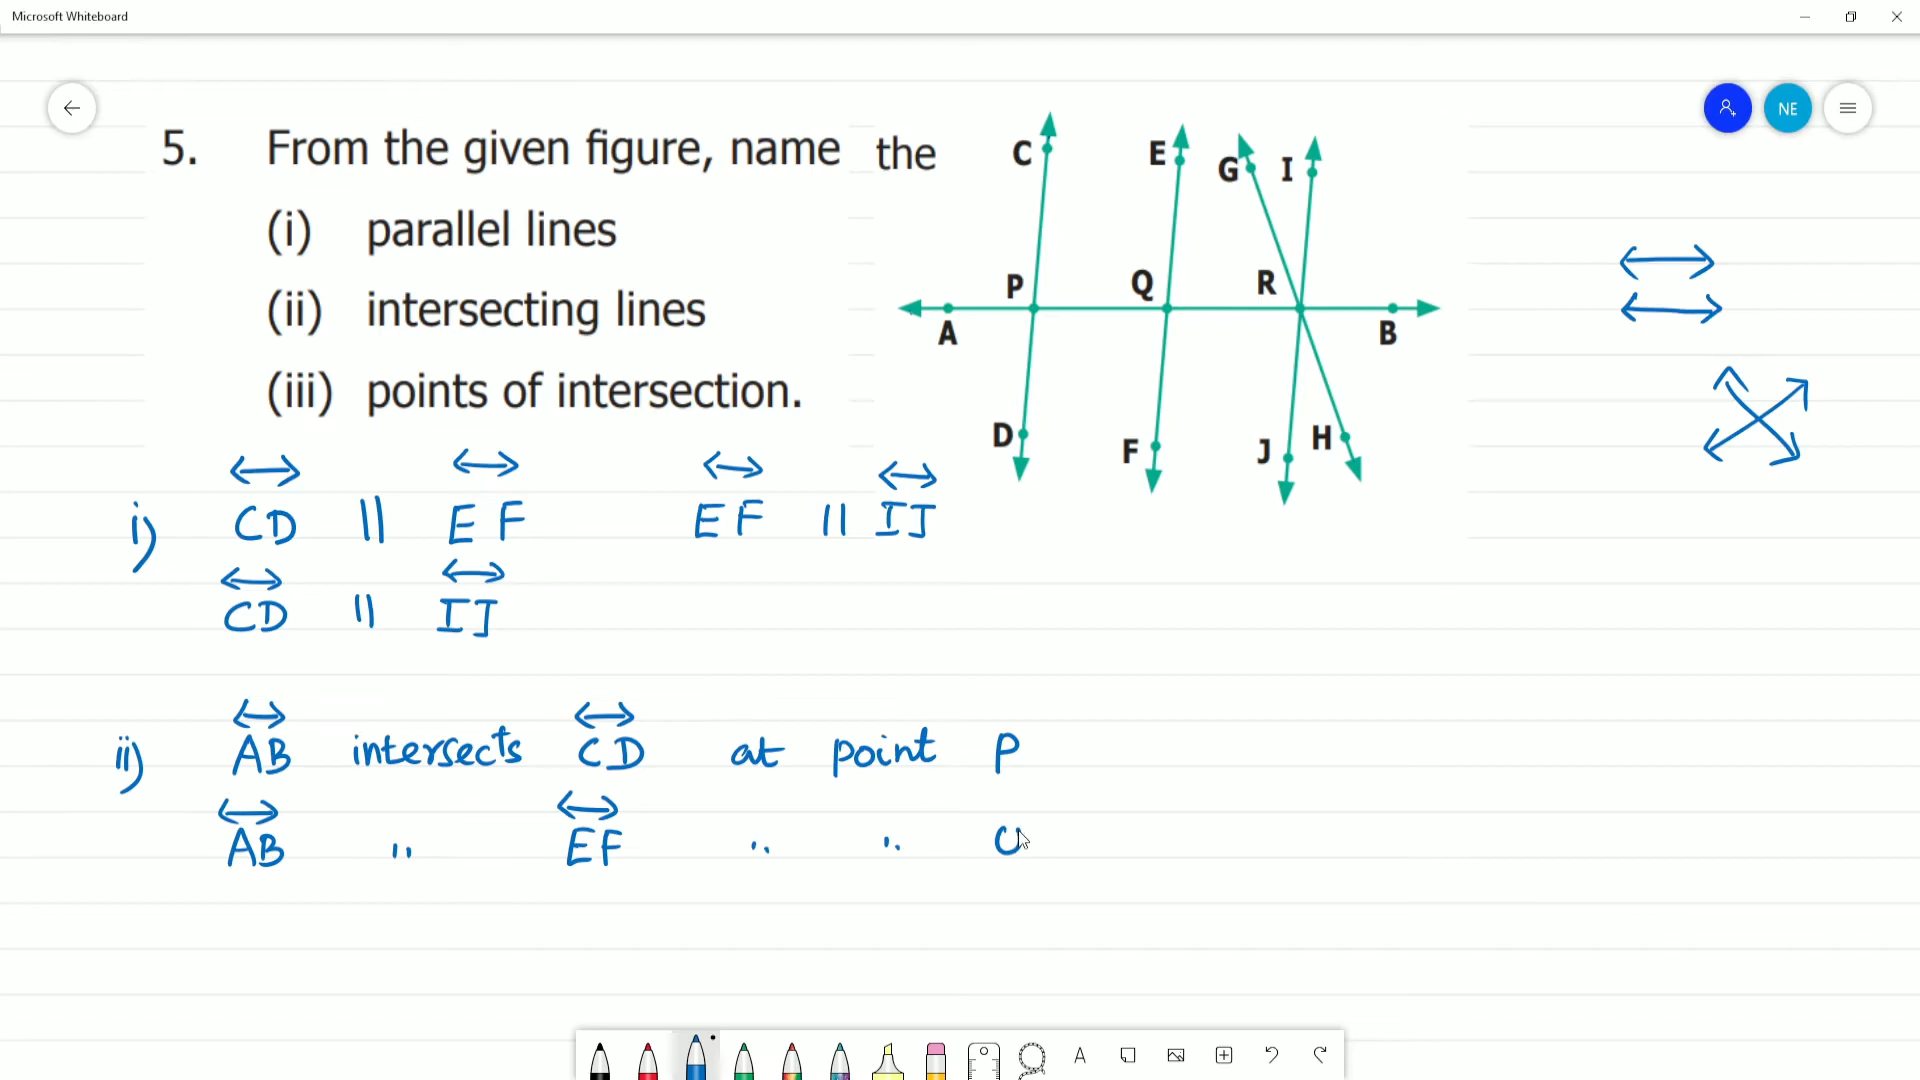 Microsoft Whiteboard
NE
5. From the given figure, name the
(i) parallel lines
(ii) intersecting lines
(iii) points of intersection.
C E G I
P Q R
A B
D F J H
i) CD || EF EF || IJ
CD || IJ
ii) AB intersects CD at point P
AB " EF " "
A